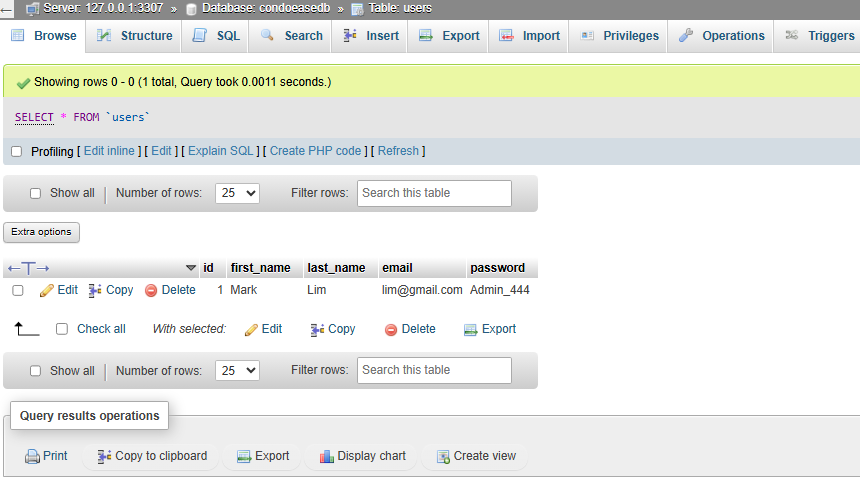 Server: 127.0.0.1:3307 » Database: condoeasedb » Table: users
Browse Structure SQL Search Insert Export Import Privileges Operations Triggers
Showing rows 0 - 0 (1 total, Query took 0.0011 seconds.)
SELECT * FROM `users`
Profiling [ Edit inline ] [ Edit ] [ Explain SQL ] [ Create PHP code ] [ Refresh ]
Show all Number of rows: 25 Filter rows: Search this table
Extra options
id first_name last_name email password
Edit Copy Delete 1 Mark Lim lim@gmail.com Admin_444
Check all With selected: Edit Copy Delete Export
Show all Number of rows: 25 Filter rows: Search this table
Query results operations
Print Copy to clipboard Export Display chart Create view